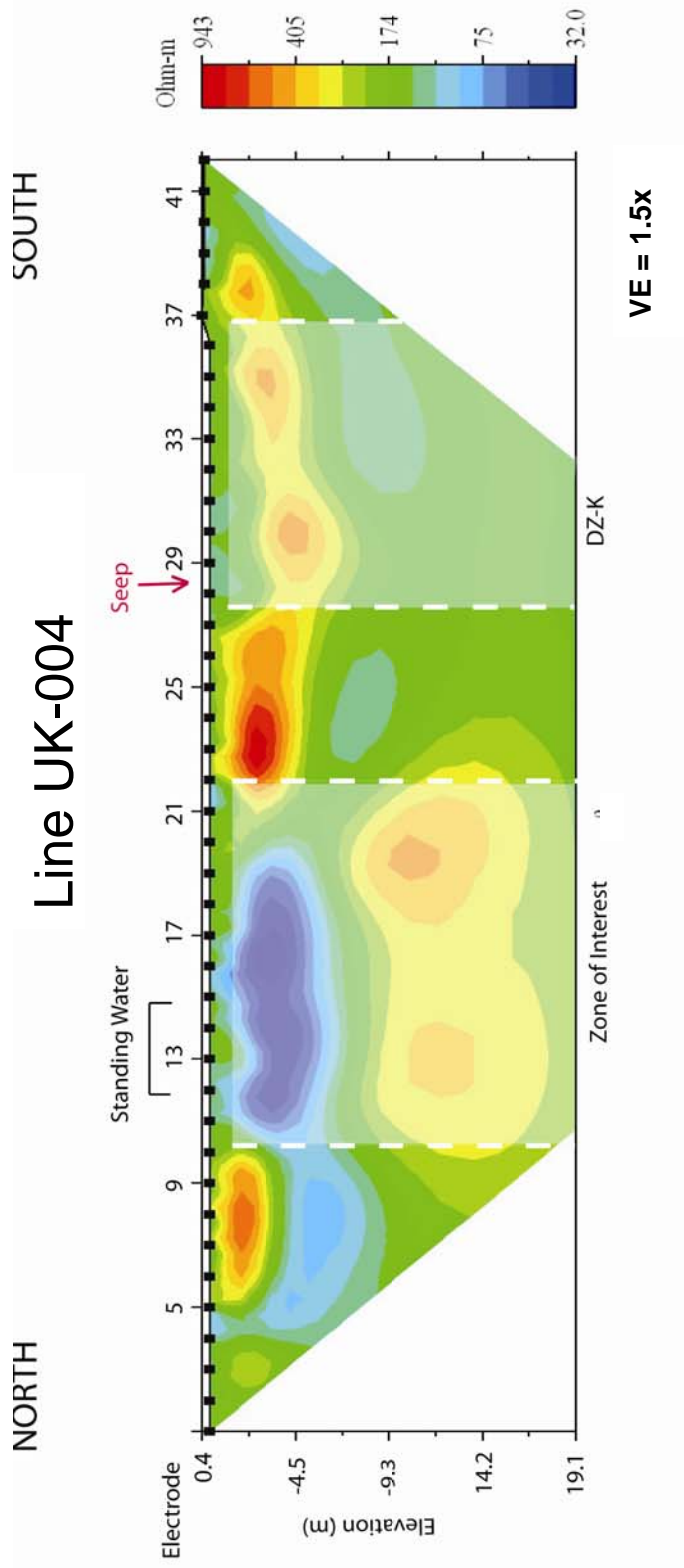 Line UK-004
NORTH
SOUTH
Standing Water
Seep
Electrode
5
9
13
17
21
25
29
33
37
41
Ohm-m
0.4
-4.5
-9.3
14.2
19.1
Elevation (m)
943
405
174
75
32.0
Zone of Interest
DZ-K
VE = 1.5x